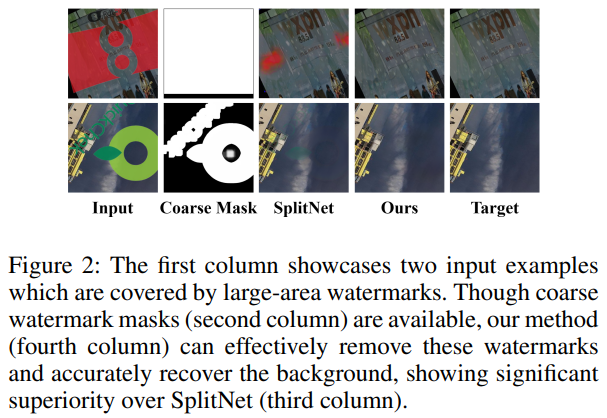 Input Coarse Mask SplitNet Ours Target
Figure 2: The first column showcases two input examples
which are covered by large-area watermarks. Though coarse
watermark masks (second column) are available, our method
(fourth column) can effectively remove these watermarks
and accurately recover the background, showing significant
superiority over SplitNet (third column).